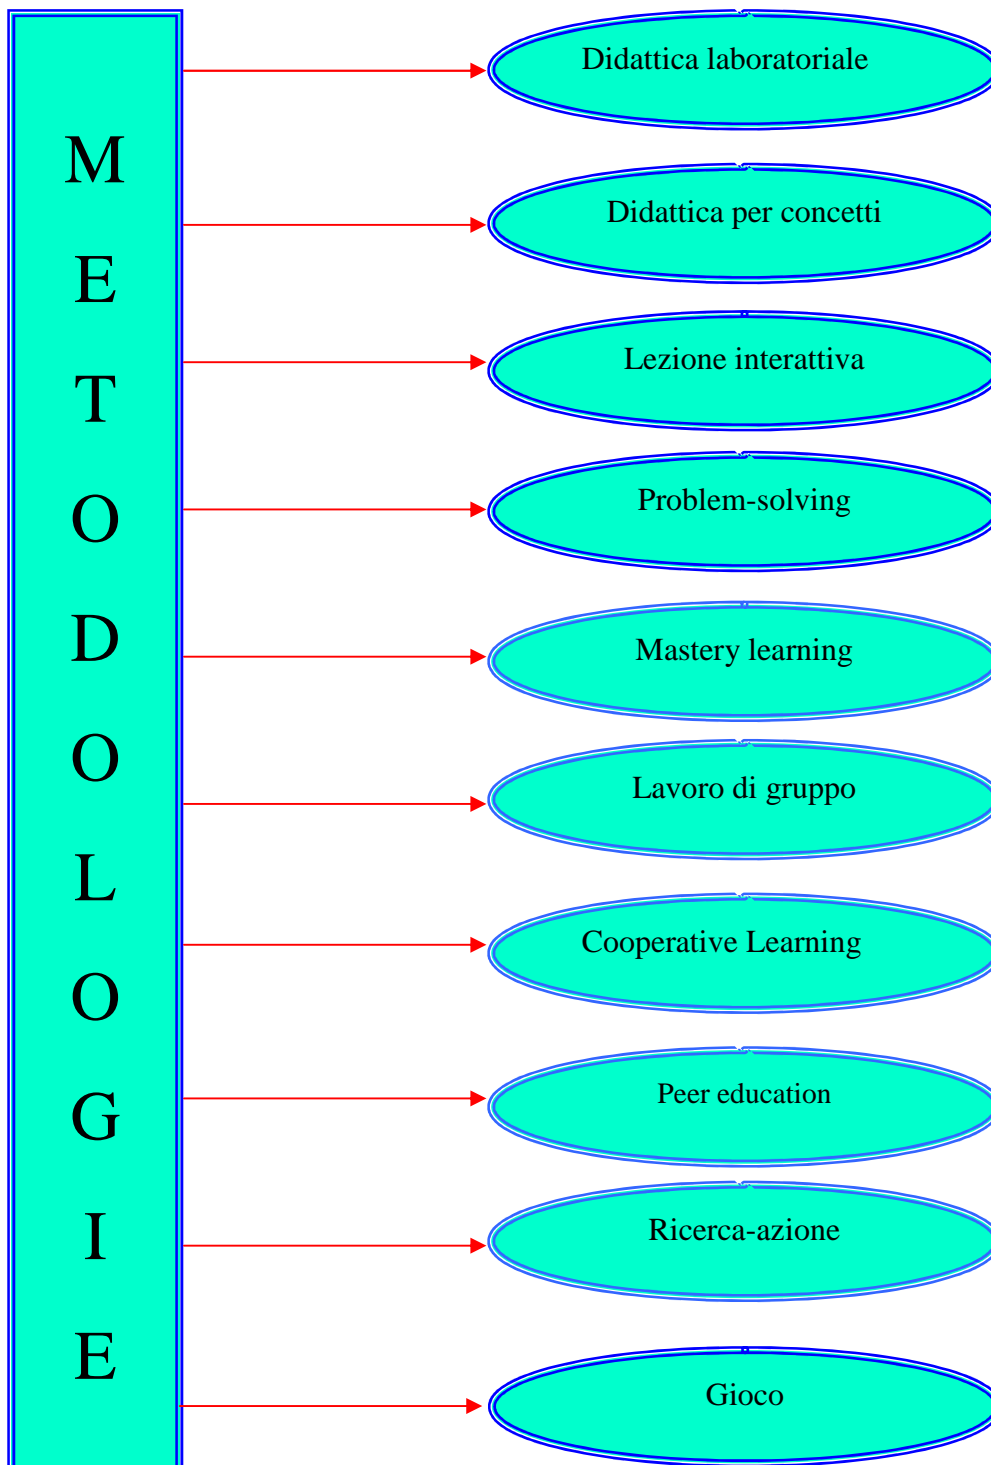 METODOLOGIE
Didattica laboratoriale
Didattica per concetti
Lezione interattiva
Problem-solving
Mastery learning
Lavoro di gruppo
Cooperative Learning
Peer education
Ricerca-azione
Gioco